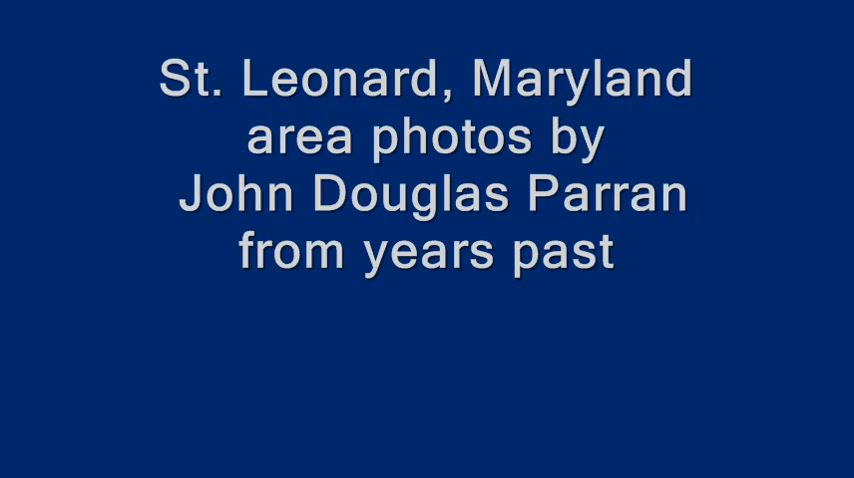 St. Leonard, Maryland
area photos by
John Douglas Parran
from years past